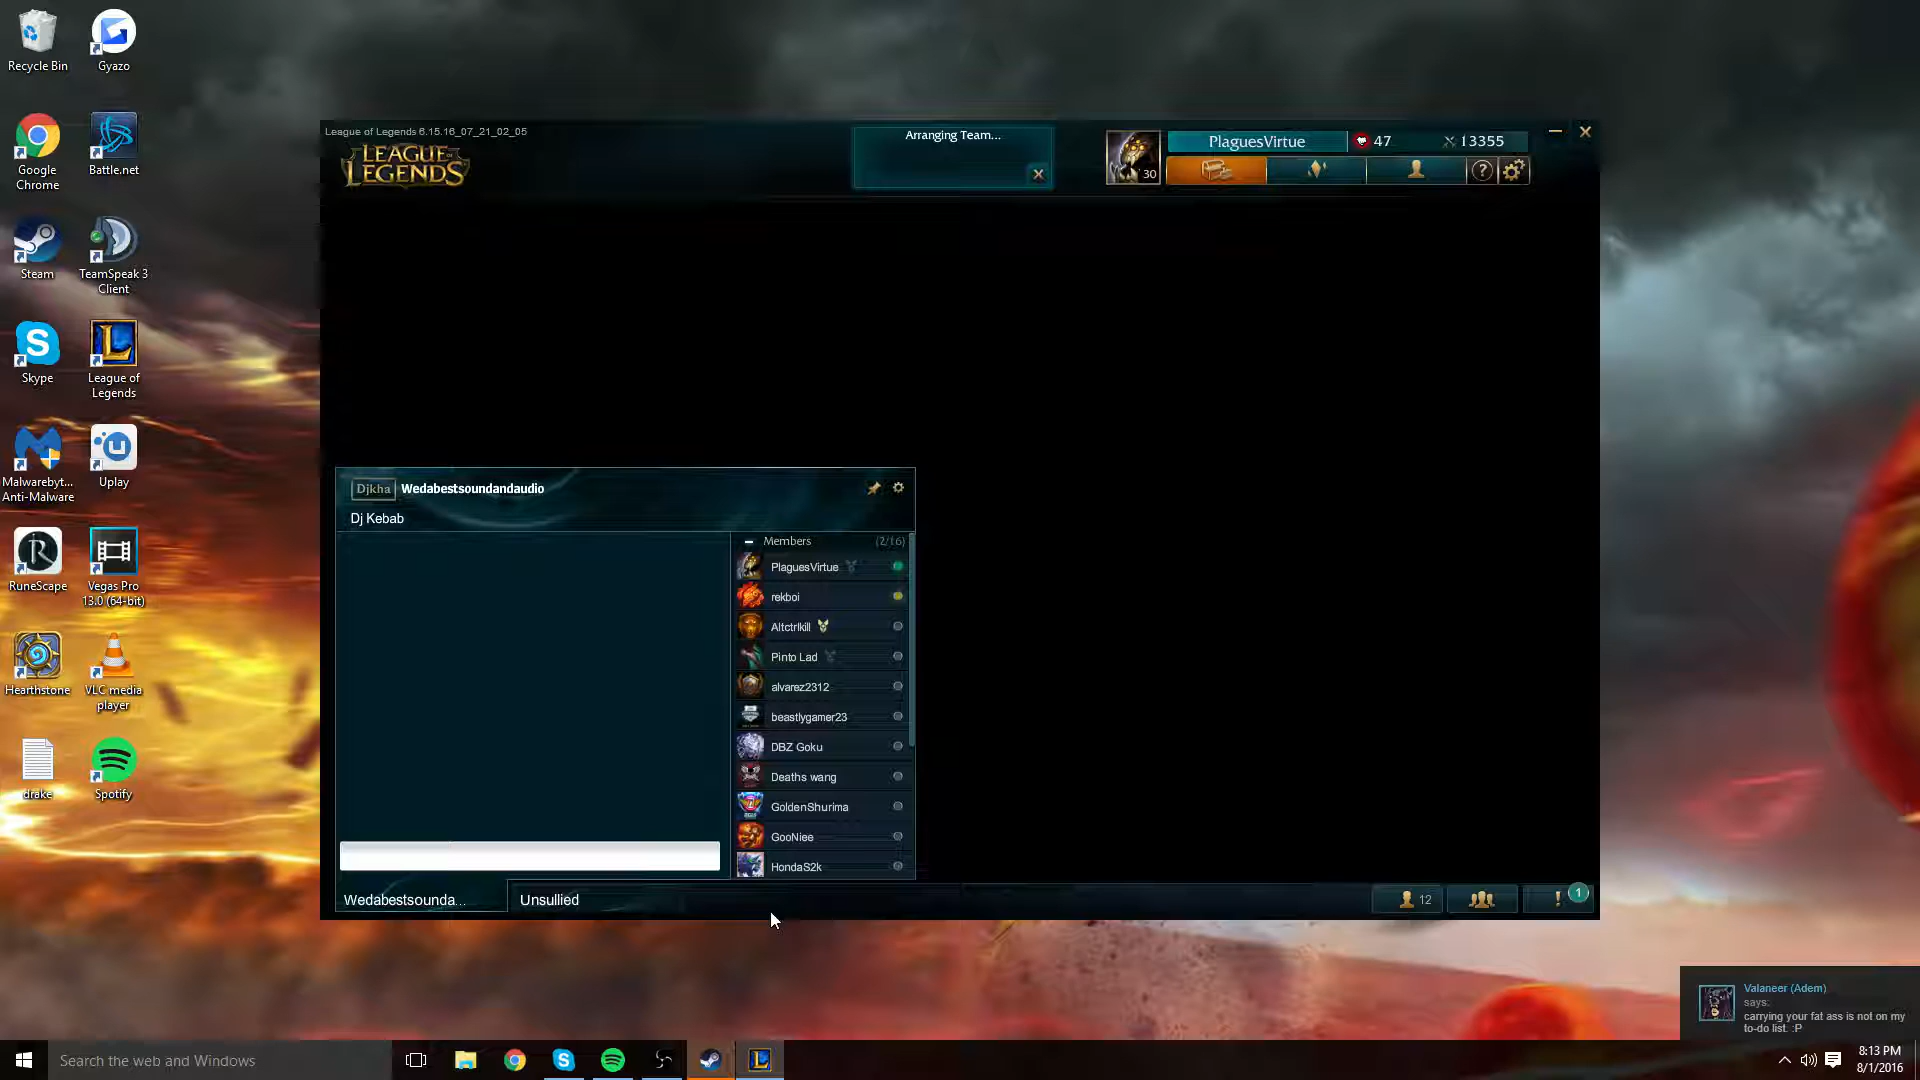 Recycle Bin
Gyazo
Google Chrome
Battle.net
Steam
TeamSpeak 3 Client
Skype
League of Legends
Malwarebyt... Anti-Malware
Uplay
RuneScape
Vegas Pro 13.0 (64-bit)
Hearthstone
VLC media player
drake
Spotify
League of Legends 6.15.16_07_21_02_05
LEAGUE OF LEGENDS
Arranging Team...
30
PlaguesVirtue
47
13355
?
Djkha Wedabestsoundandaudio
Dj Kebab
Members (2/16)
PlaguesVirtue
rekboi
Altctrlkill
Pinto Lad
alvarez2312
beastlygamer23
DBZ Goku
Deaths wang
GoldenShurima
GooNiee
HondaS2k
Wedabestsounda...
Unsullied
12
!
1
Valaneer (Adem)
says:
carrying your fat ass is not on my
to-do list. :P
Search the web and Windows
8:13 PM
8/1/2016